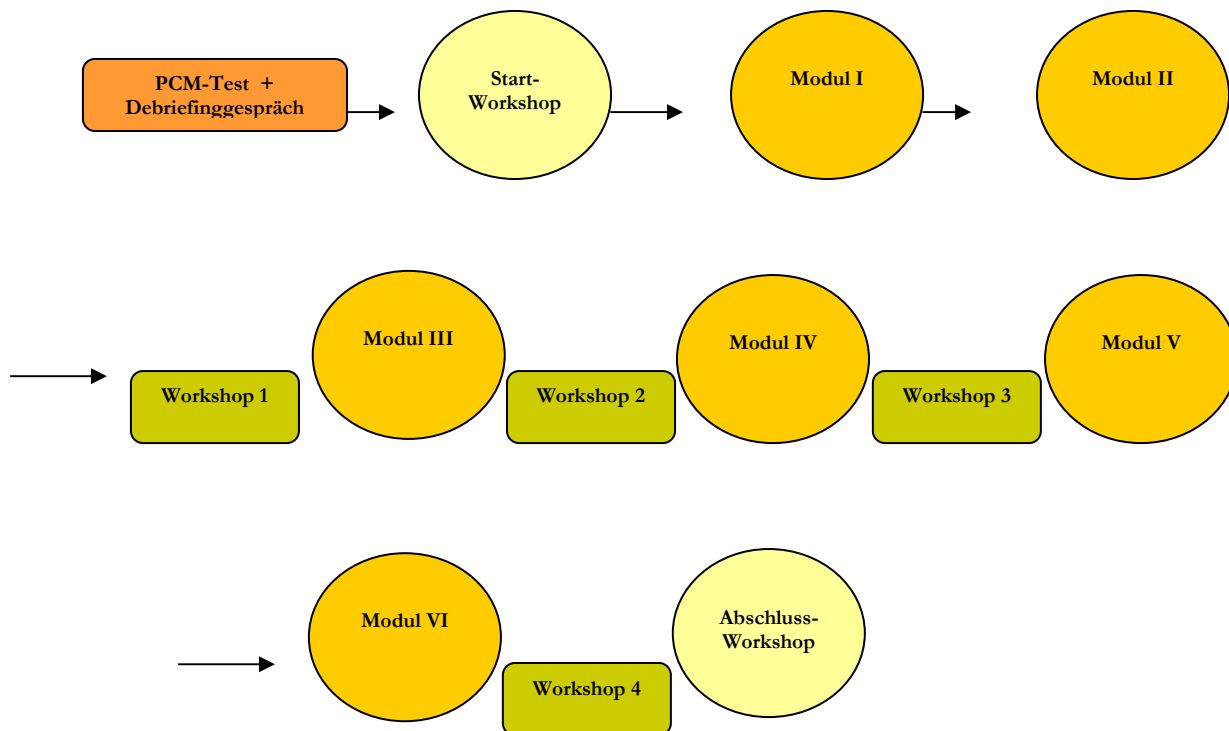 PCM-Test +
Debriefinggespräch
Start-
Workshop
Modul I
Modul II
Workshop 1
Modul III
Workshop 2
Modul IV
Workshop 3
Modul V
Modul VI
Workshop 4
Abschluss-
Workshop